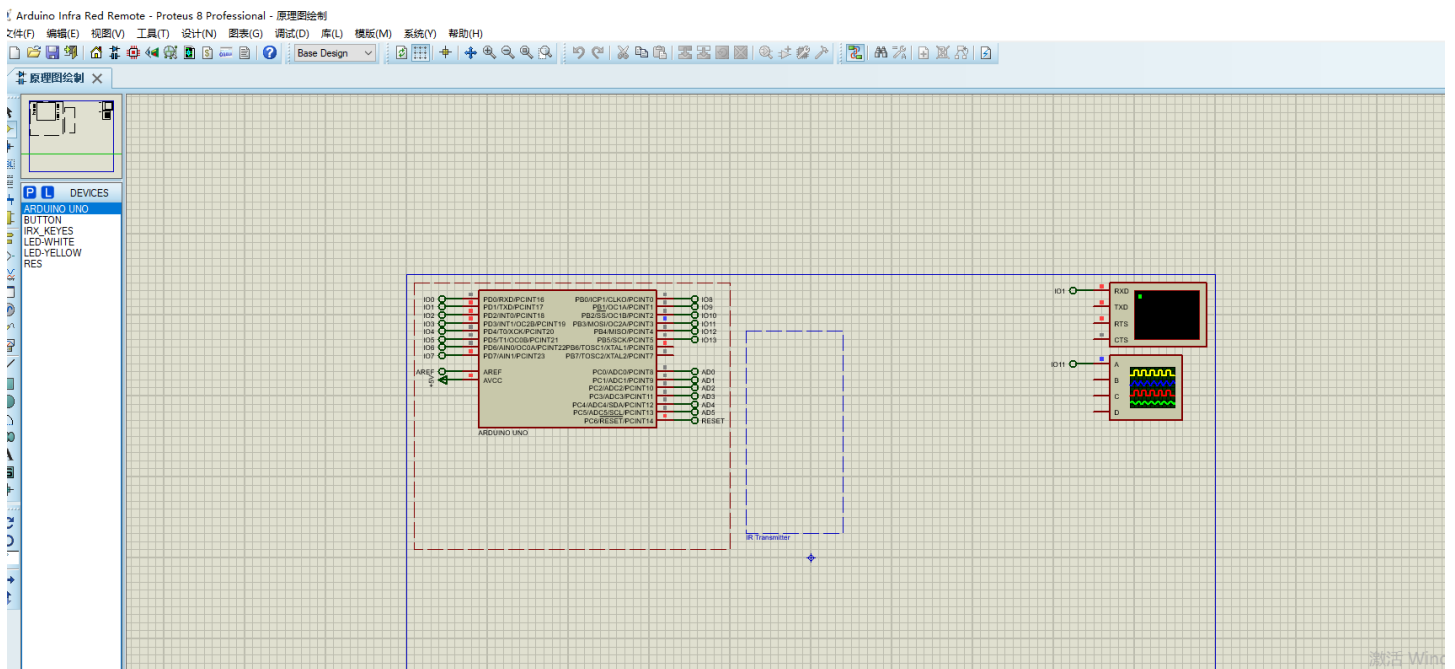 Arduino Infra Red Remote - Proteus 8 Professional - 原理图绘制
文件(F) 编辑(E) 视图(V) 工具(T) 设计(N) 图表(G) 调试(D) 库(L) 模版(M) 系统(Y) 帮助(H)
Base Design
原理图绘制
P L DEVICES
ARDUINO UNO
BUTTON
IRX_KEYES
LED-WHITE
LED-YELLOW
RES
IO0 PD0/RXD/PCINT16 PB0/ICP1/CLKO/PCINT0 IO8
IO1 PD1/TXD/PCINT17 PB1/OC1A/PCINT1 IO9
IO2 PD2/INT0/PCINT18 PB2/SS/OC1B/PCINT2 IO10
IO3 PD3/INT1/OC2B/PCINT19 PB3/MOSI/OC2A/PCINT3 IO11
IO4 PD4/T0/XCK/PCINT20 PB4/MISO/PCINT4 IO12
IO5 PD5/T1/OC0B/PCINT21 PB5/SCK/PCINT5 IO13
IO6 PD6/AIN0/OC0A/PCINT22 PB6/TOSC1/XTAL1/PCINT6
IO7 PD7/AIN1/PCINT23 PB7/TOSC2/XTAL2/PCINT7
AREF AREF PC0/ADC0/PCINT8 AD0
+5V AVCC PC1/ADC1/PCINT9 AD1
PC2/ADC2/PCINT10 AD2
PC3/ADC3/PCINT11 AD3
PC4/ADC4/SDA/PCINT12 AD4
PC5/ADC5/SCL/PCINT13 AD5
PC6/RESET/PCINT14 RESET
ARDUINO UNO
IR Transmitter
IO1 RXD
TXD
RTS
CTS
IO11 A
B
C
D
激活 Wind